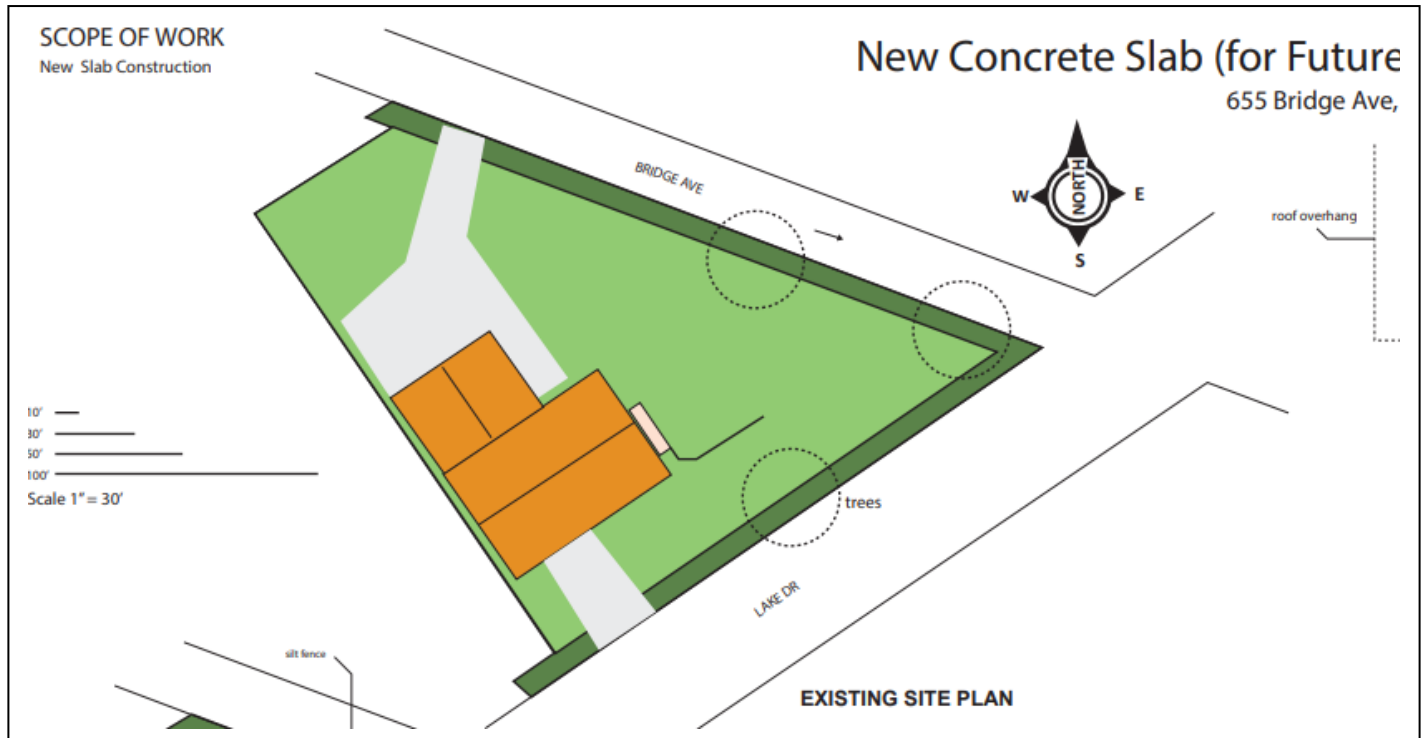 SCOPE OF WORK
New Slab Construction
New Concrete Slab (for Future
655 Bridge Ave,
BRIDGE AVE
NORTH
W
E
S
roof overhang
10'
30'
50'
100'
Scale 1" = 30'
trees
LAKE DR
silt fence
EXISTING SITE PLAN